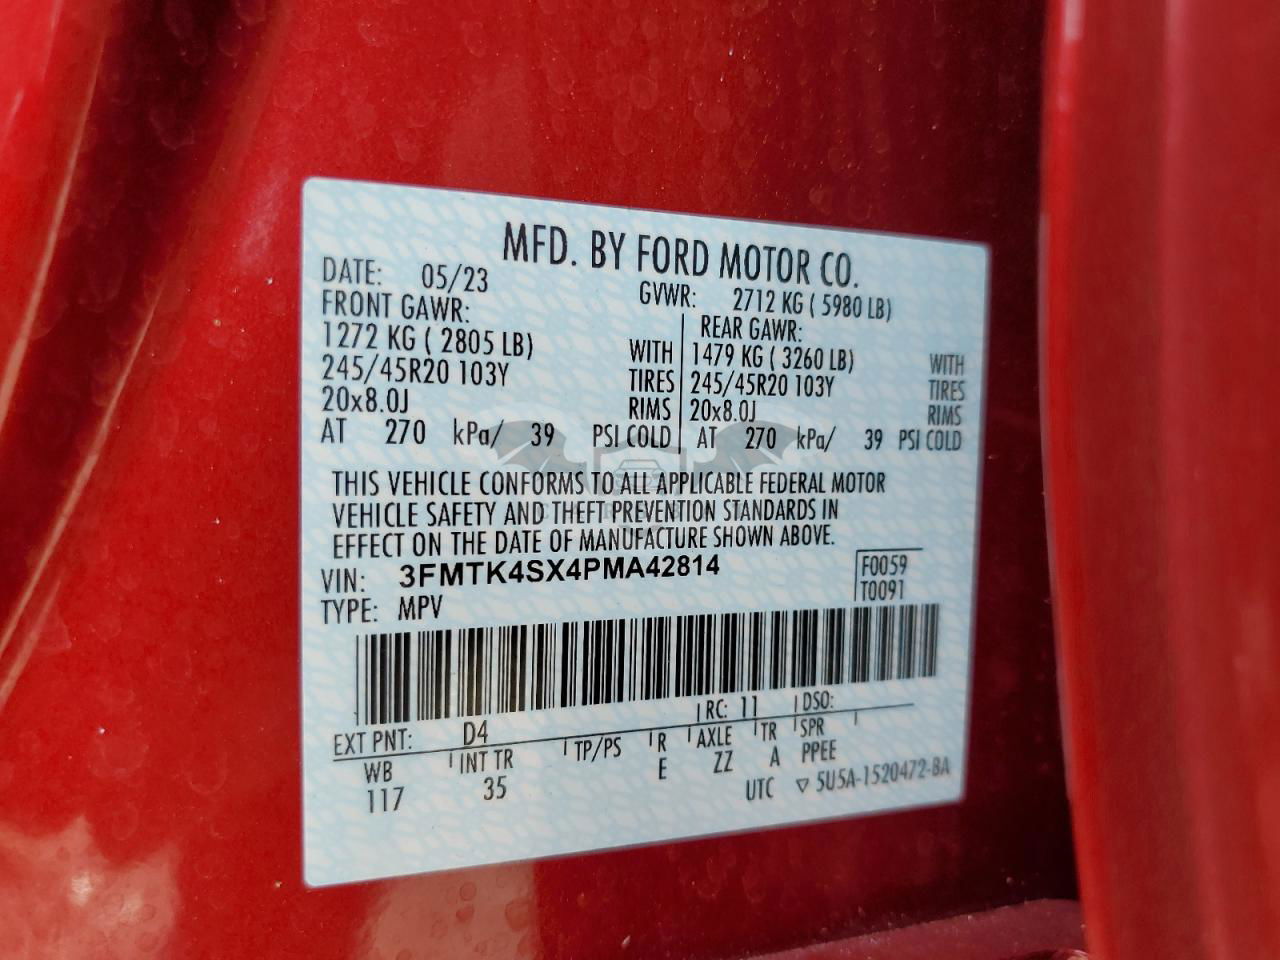 MFD. BY FORD MOTOR CO.
DATE: 05/23 GVWR: 2712 KG ( 5980 LB)
FRONT GAWR: REAR GAWR:
1272 KG ( 2805 LB) WITH 1479 KG ( 3260 LB) WITH
245/45R20 103Y TIRES 245/45R20 103Y TIRES
20x8.0J RIMS 20x8.0J RIMS
AT 270 kPa/ 39 PSI COLD AT 270 kPa/ 39 PSI COLD
THIS VEHICLE CONFORMS TO ALL APPLICABLE FEDERAL MOTOR
VEHICLE SAFETY AND THEFT PREVENTION STANDARDS IN
EFFECT ON THE DATE OF MANUFACTURE SHOWN ABOVE.
VIN: 3FMTK4SX4PMA42814 F0059
TYPE: MPV T0091
EXT PNT: D4 RC: 11 DSO:
WB INT TR TP/PS R AXLE TR SPR
117 35 E ZZ A PPEE
UTC ▽ 5U5A-1520472-BA